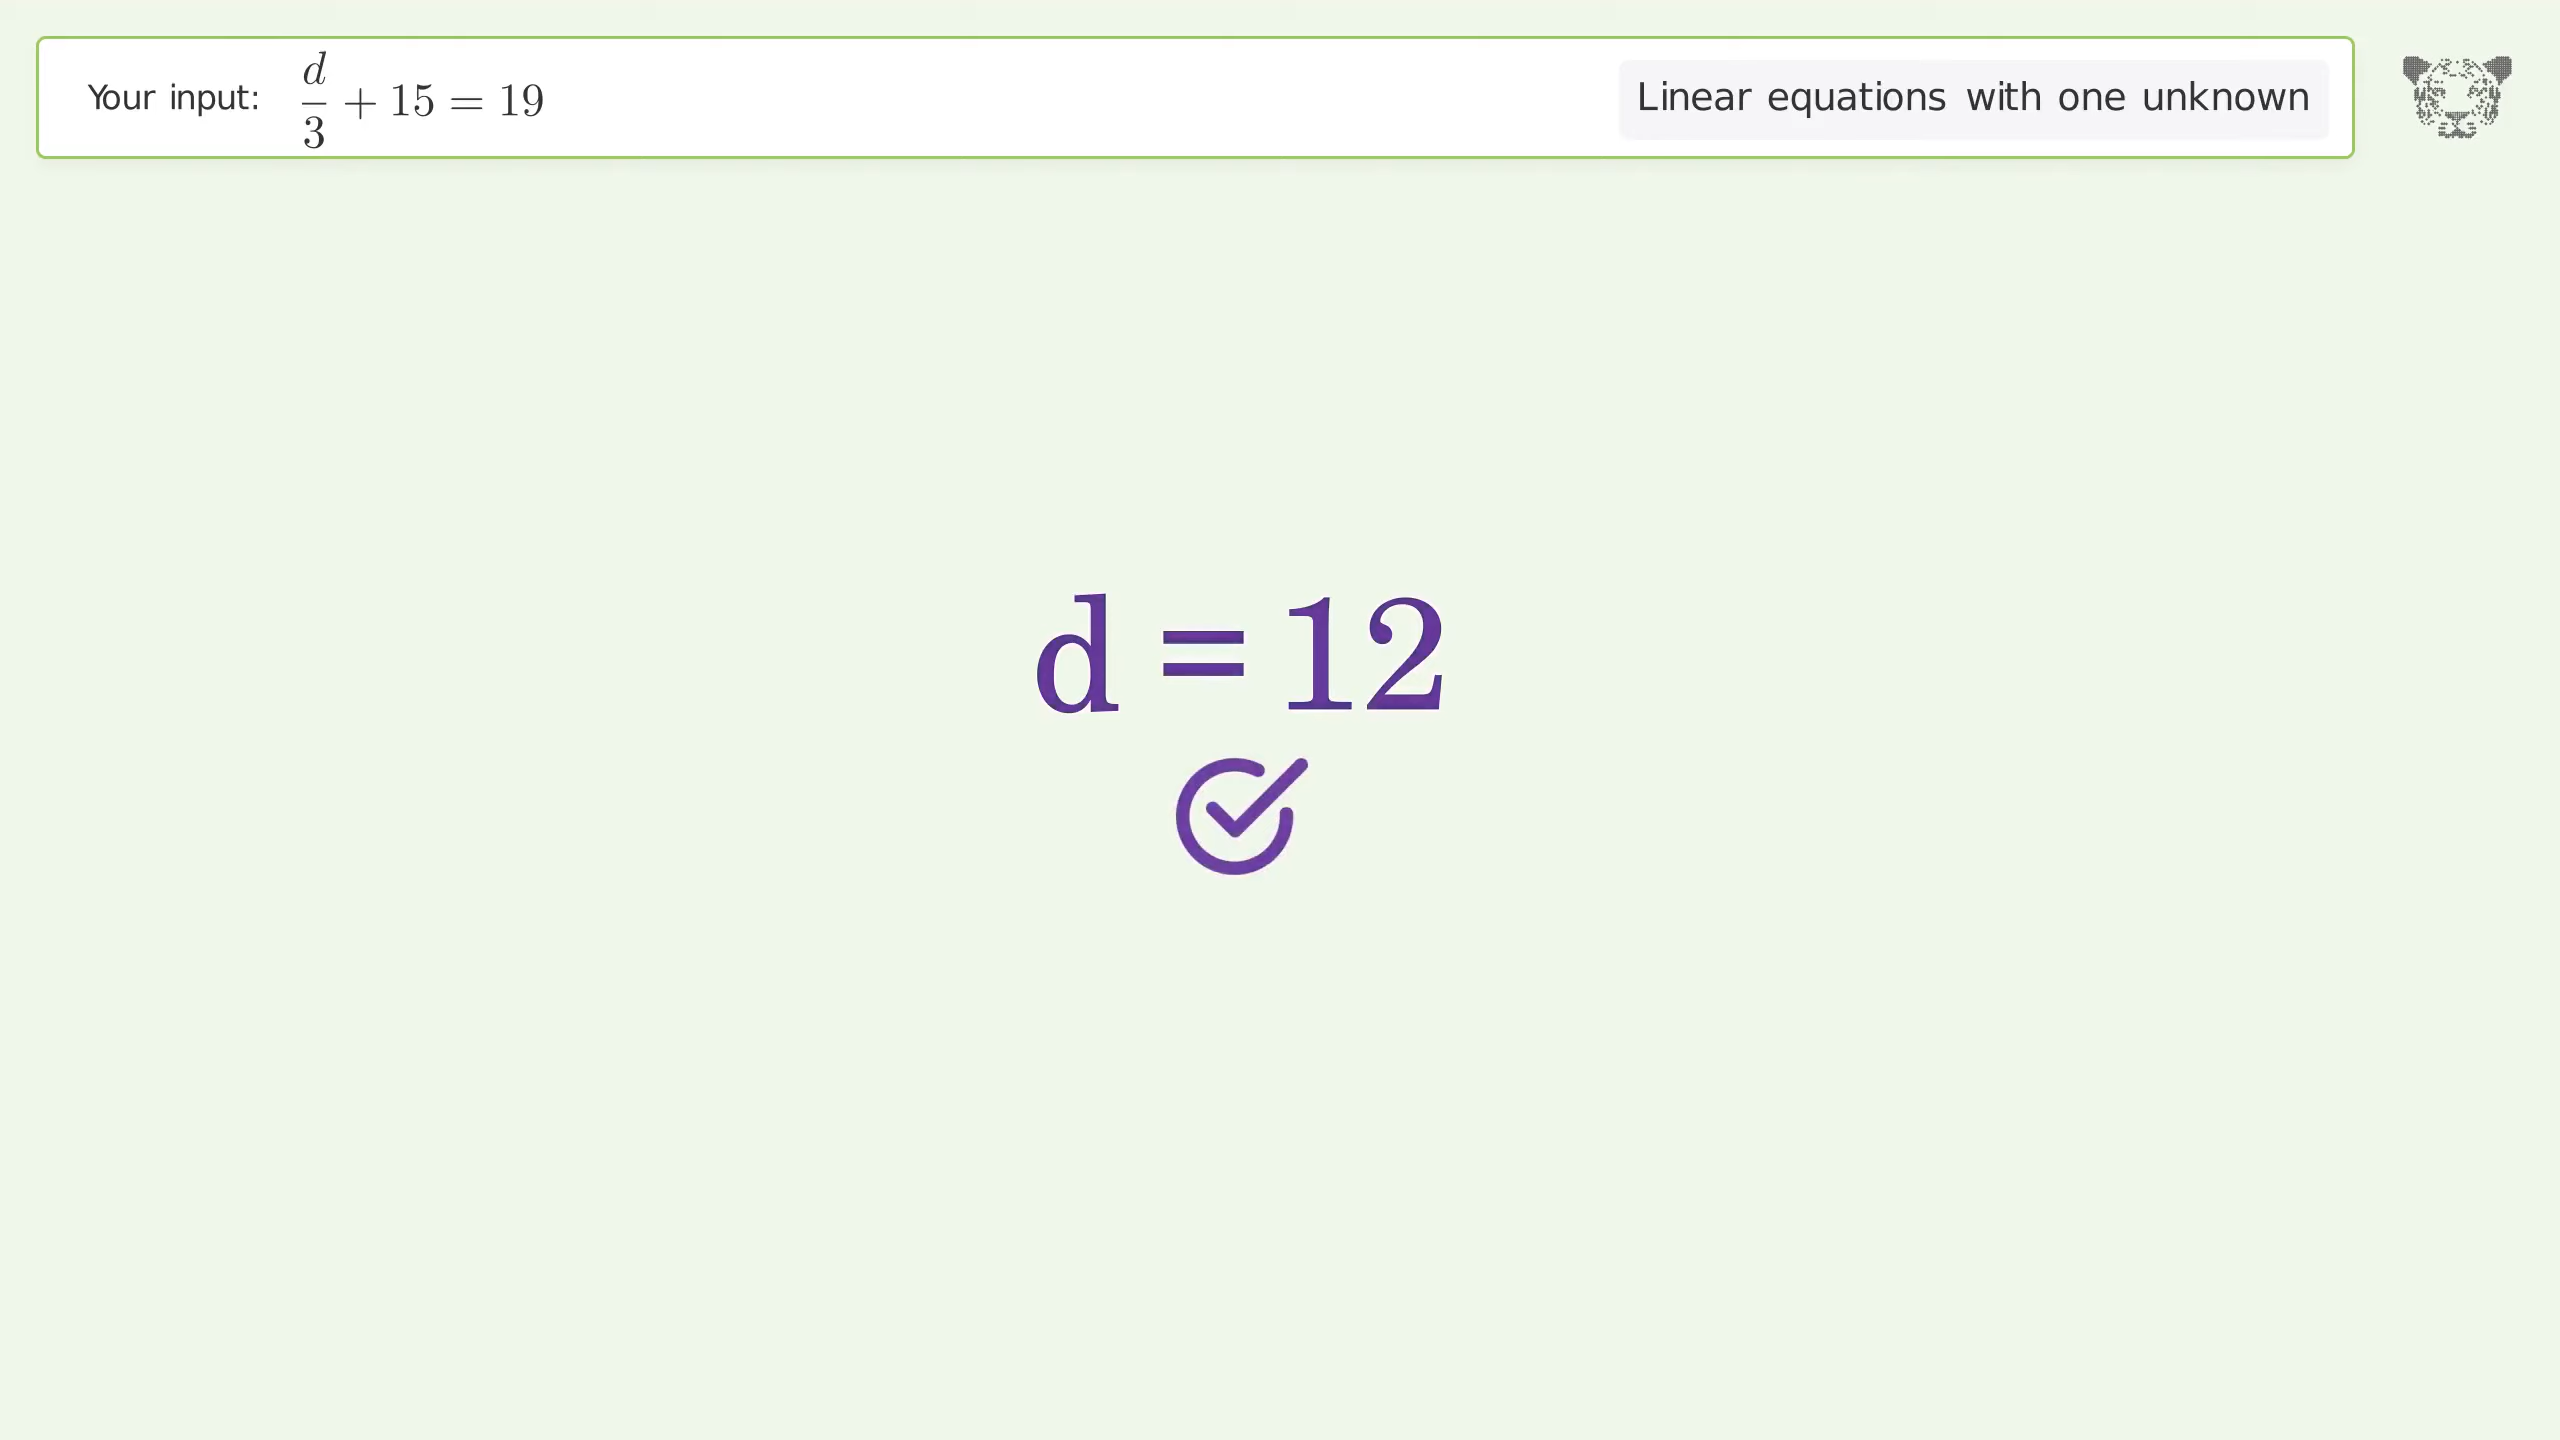 Your input: d/3 + 15 = 19
Linear equations with one unknown
d = 12